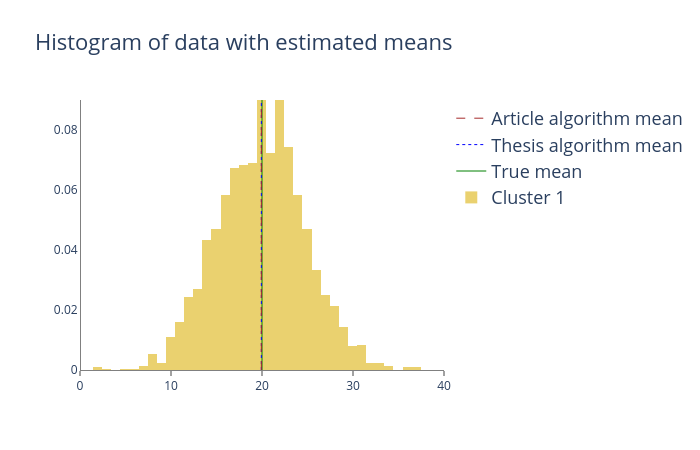 Histogram of data with estimated means
Article algorithm mean
Thesis algorithm mean
True mean
Cluster 1
0.08
0.06
0.04
0.02
0
0
10
20
30
40